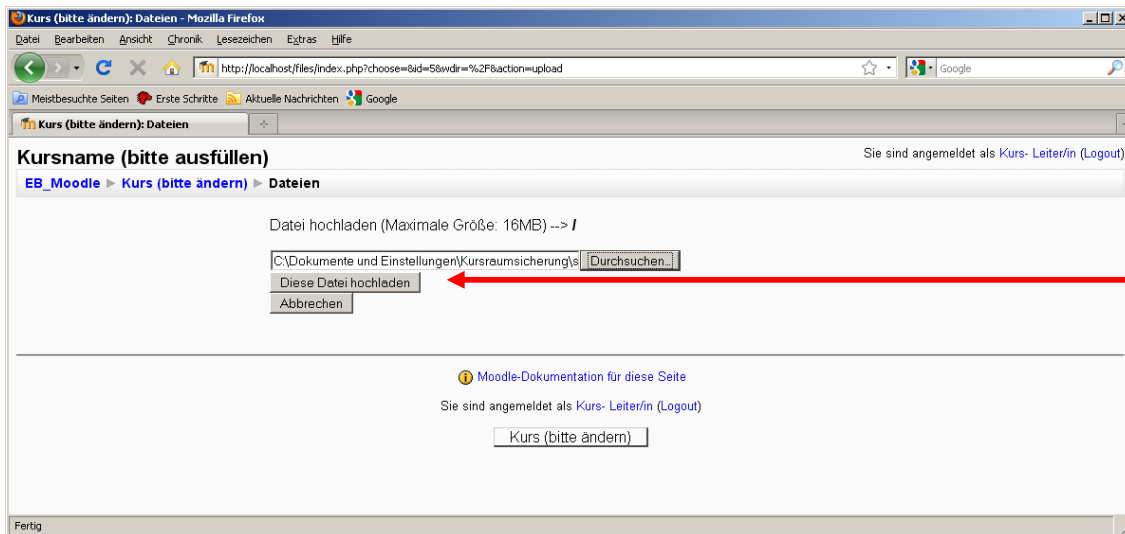 Kurs (bitte ändern): Dateien - Mozilla Firefox
Datei Bearbeiten Ansicht Chronik Lesezeichen Extras Hilfe
http://localhost/files/index.php?choose=&id=5&wdir=%2F&action=upload Google
Meistbesuchte Seiten Erste Schritte Aktuelle Nachrichten Google
Kurs (bitte ändern): Dateien
Kursname (bitte ausfüllen) Sie sind angemeldet als Kurs- Leiter/in (Logout)
EB_Moodle ► Kurs (bitte ändern) ► Dateien
Datei hochladen (Maximale Größe: 16MB) --> /
C:\Dokumente und Einstellungen\Kursraumsicherung\s Durchsuchen...
Diese Datei hochladen
Abbrechen
Moodle-Dokumentation für diese Seite
Sie sind angemeldet als Kurs- Leiter/in (Logout)
Kurs (bitte ändern)
Fertig